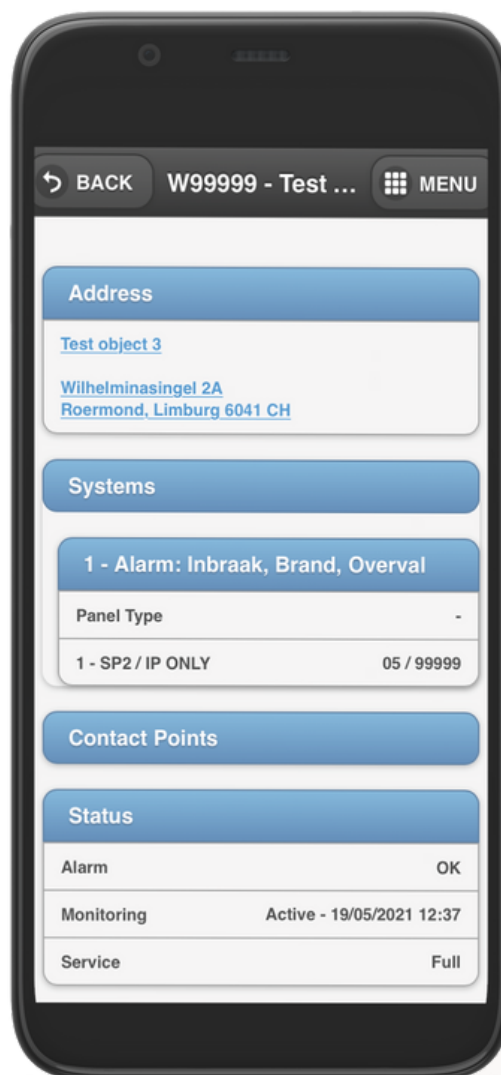 BACK
W99999 - Test ...
MENU
Address
Test object 3
Wilhelminasingel 2A
Roermond, Limburg 6041 CH
Systems
1 - Alarm: Inbraak, Brand, Overval
Panel Type -
1 - SP2 / IP ONLY 05 / 99999
Contact Points
Status
Alarm OK
Monitoring Active - 19/05/2021 12:37
Service Full